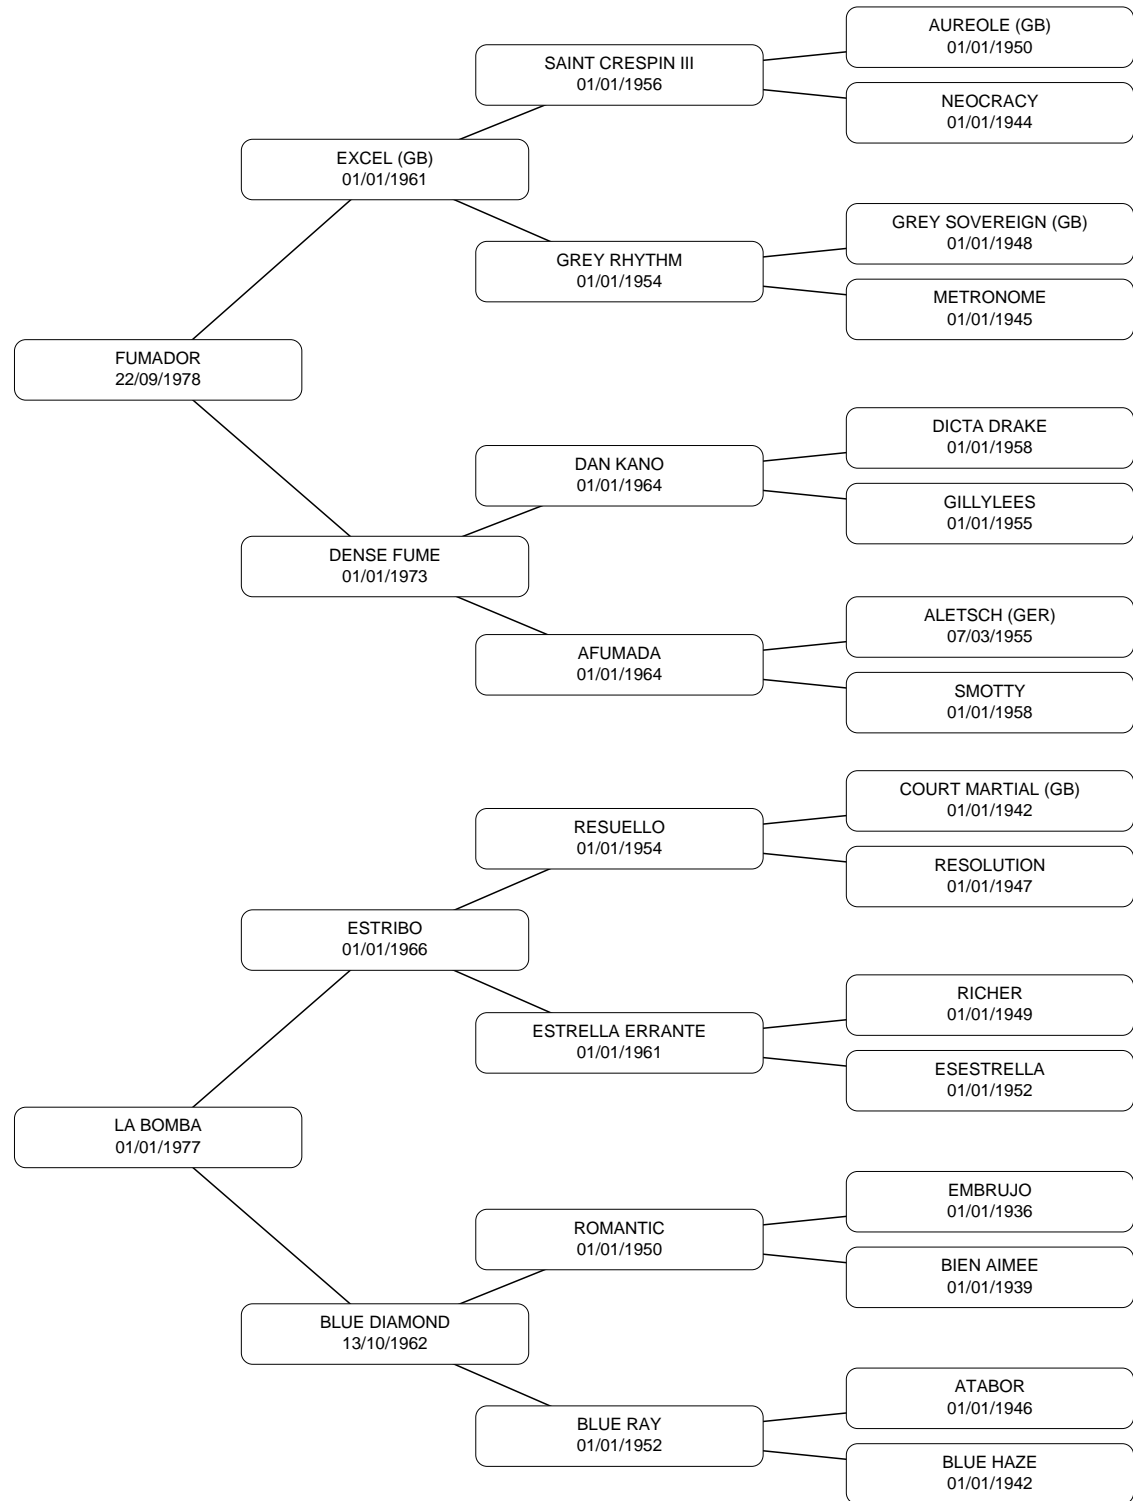 AUREOLE (GB)
01/01/1950
SAINT CRESPIN III
01/01/1956
NEOCRACY
01/01/1944
EXCEL (GB)
01/01/1961
GREY SOVEREIGN (GB)
01/01/1948
GREY RHYTHM
01/01/1954
METRONOME
01/01/1945
FUMADOR
22/09/1978
DICTA DRAKE
01/01/1958
DAN KANO
01/01/1964
GILLYLEES
01/01/1955
DENSE FUME
01/01/1973
ALETSCH (GER)
07/03/1955
AFUMADA
01/01/1964
SMOTTY
01/01/1958
COURT MARTIAL (GB)
01/01/1942
RESUELLO
01/01/1954
RESOLUTION
01/01/1947
ESTRIBO
01/01/1966
RICHER
01/01/1949
ESTRELLA ERRANTE
01/01/1961
ESESTRELLA
01/01/1952
LA BOMBA
01/01/1977
EMBRUJO
01/01/1936
ROMANTIC
01/01/1950
BIEN AIMEE
01/01/1939
BLUE DIAMOND
13/10/1962
ATABOR
01/01/1946
BLUE RAY
01/01/1952
BLUE HAZE
01/01/1942